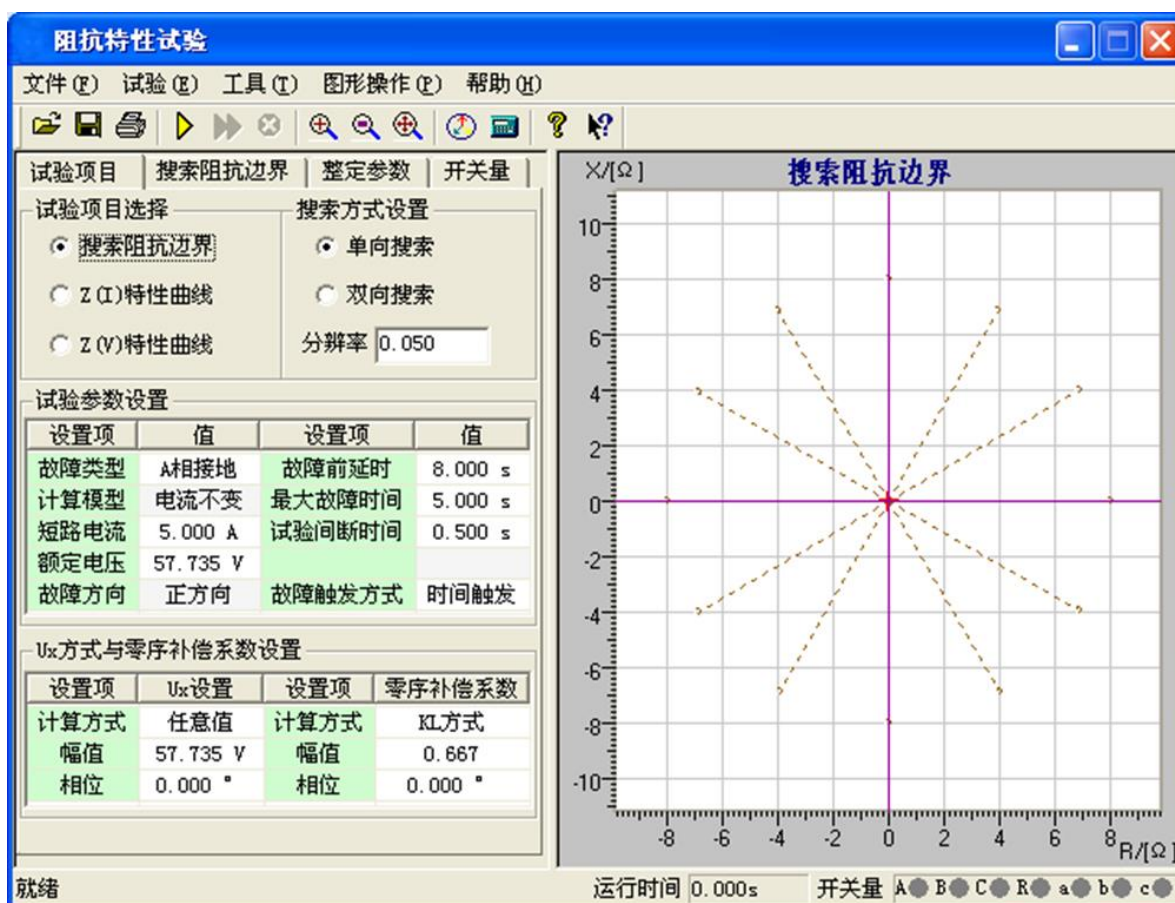 阻抗特性试验
文件(F) 试验(E) 工具(T) 图形操作(P) 帮助(H)
试验项目 搜索阻抗边界 整定参数 开关量
试验项目选择 搜索方式设置
搜索阻抗边界 单向搜索
Z(I)特性曲线 双向搜索
Z(V)特性曲线 分辨率 0.050
试验参数设置
设置项 值 设置项 值
故障类型 A相接地 故障前延时 8.000 s
计算模型 电流不变 最大故障时间 5.000 s
短路电流 5.000 A 试验间断时间 0.500 s
额定电压 57.735 V
故障方向 正方向 故障触发方式 时间触发
Ux方式与零序补偿系数设置
设置项 Ux设置 设置项 零序补偿系数
计算方式 任意值 计算方式 KL方式
幅值 57.735 V 幅值 0.667
相位 0.000 ° 相位 0.000 °
X/[Ω] 搜索阻抗边界
10
8
6
4
2
0
-2
-4
-6
-8
-10
-8 -6 -4 -2 0 2 4 6 8 R/[Ω]
就绪 运行时间 0.000s 开关量 A B C R a b c